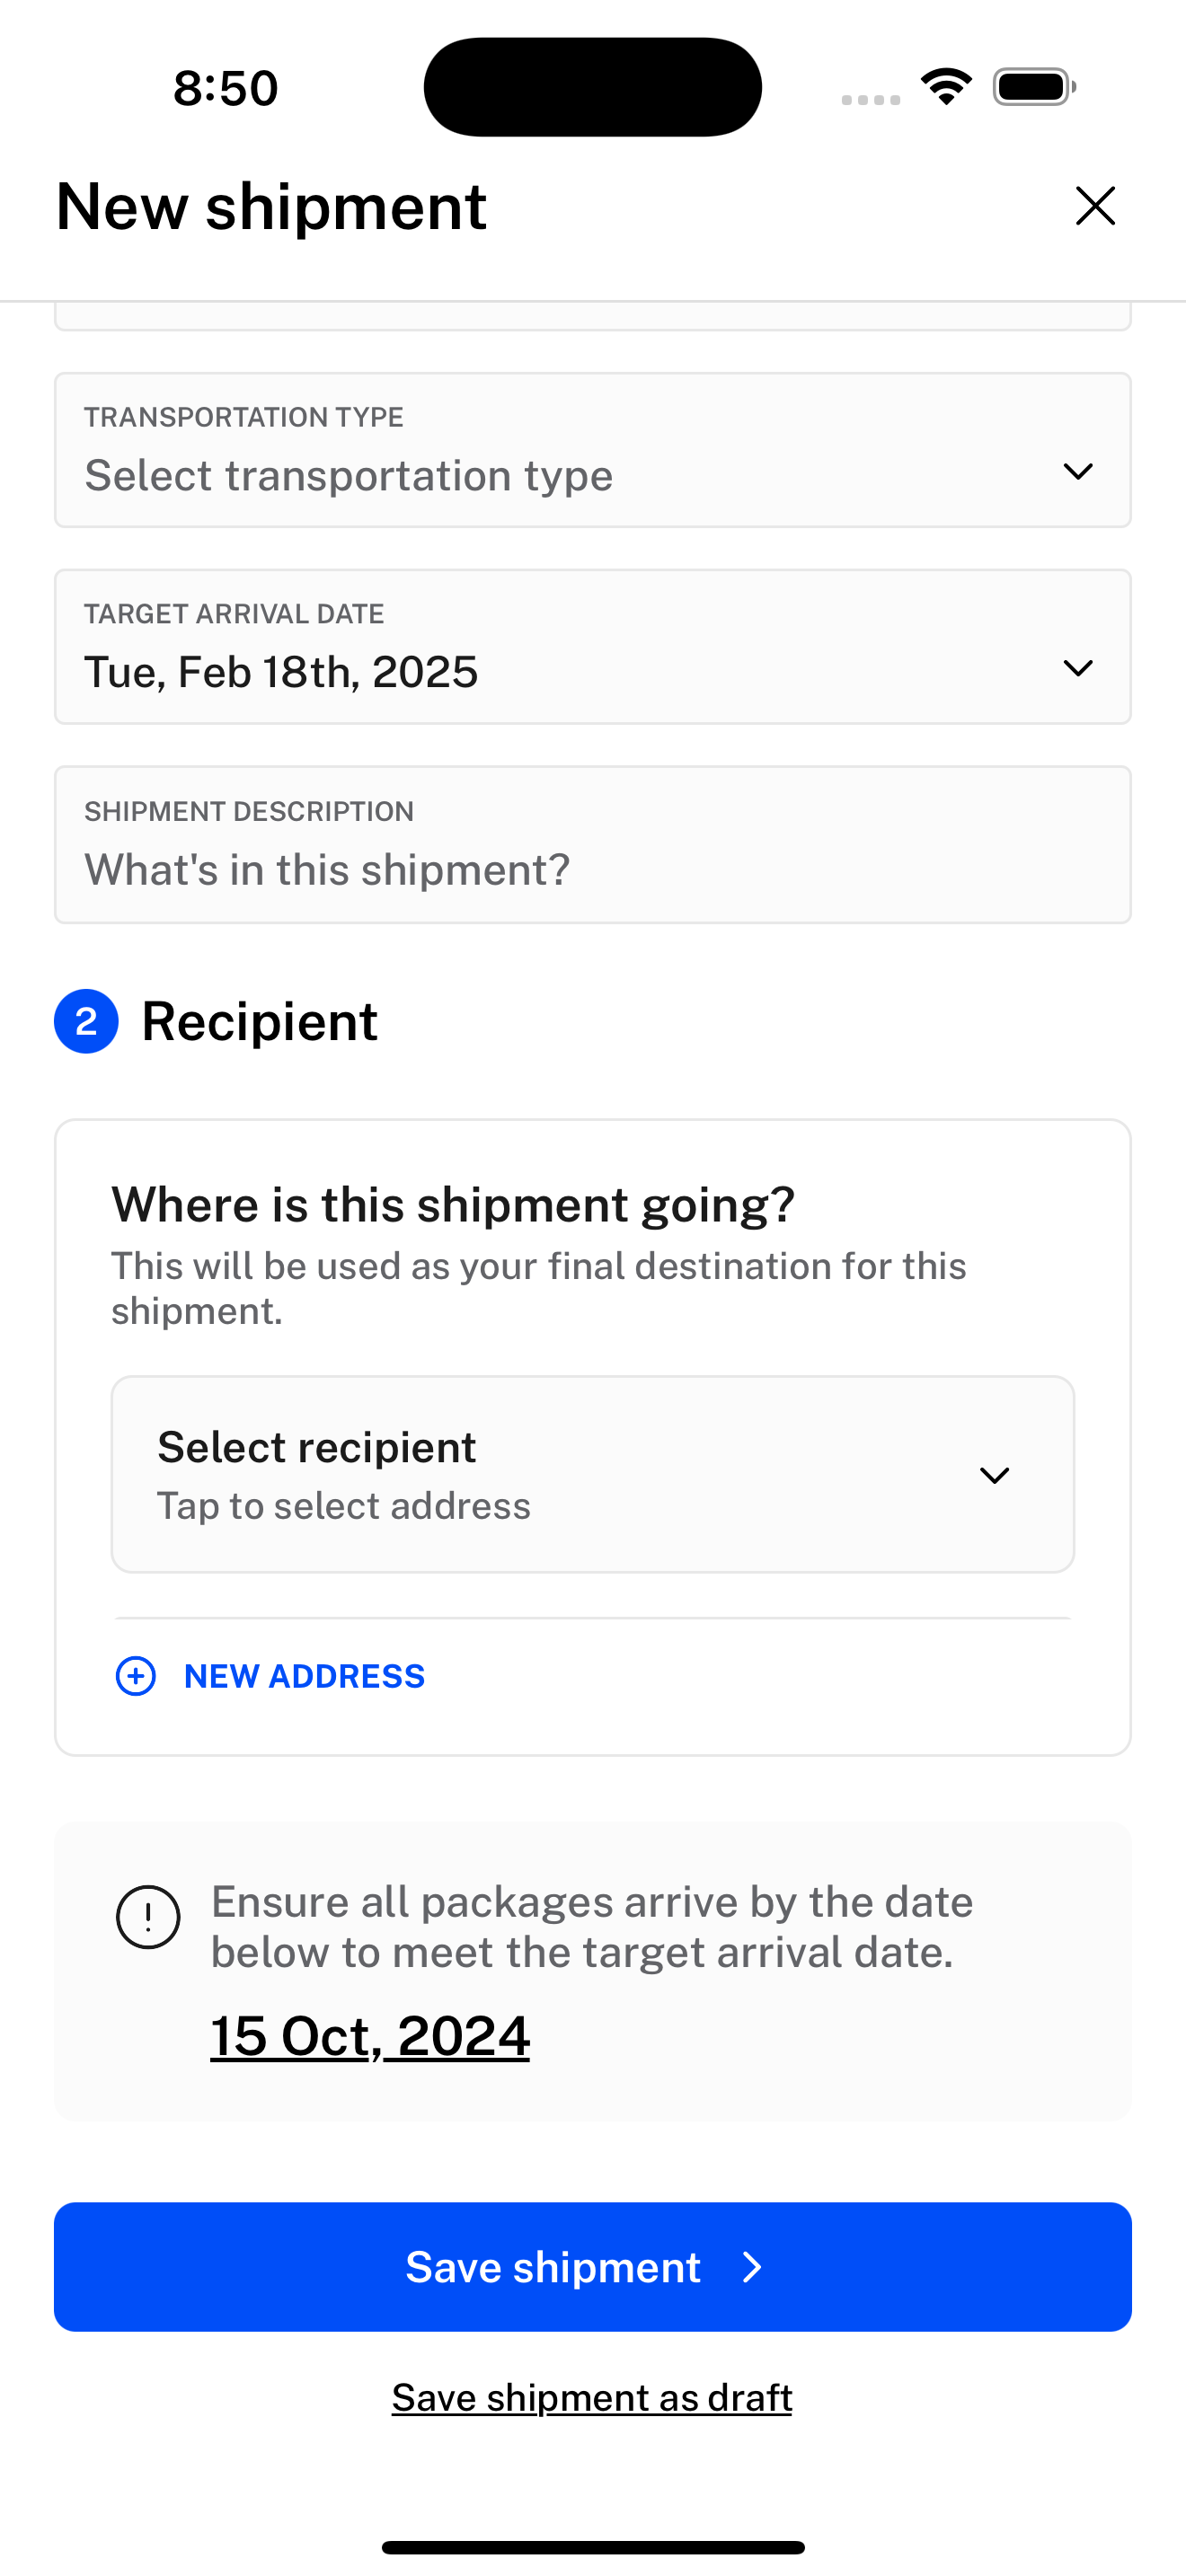 8:50
New shipment
TRANSPORTATION TYPE
Select transportation type
TARGET ARRIVAL DATE
Tue, Feb 18th, 2025
SHIPMENT DESCRIPTION
What's in this shipment?
2 Recipient
Where is this shipment going?
This will be used as your final destination for this
shipment.
Select recipient
Tap to select address
NEW ADDRESS
Ensure all packages arrive by the date
below to meet the target arrival date.
15 Oct, 2024
Save shipment
Save shipment as draft